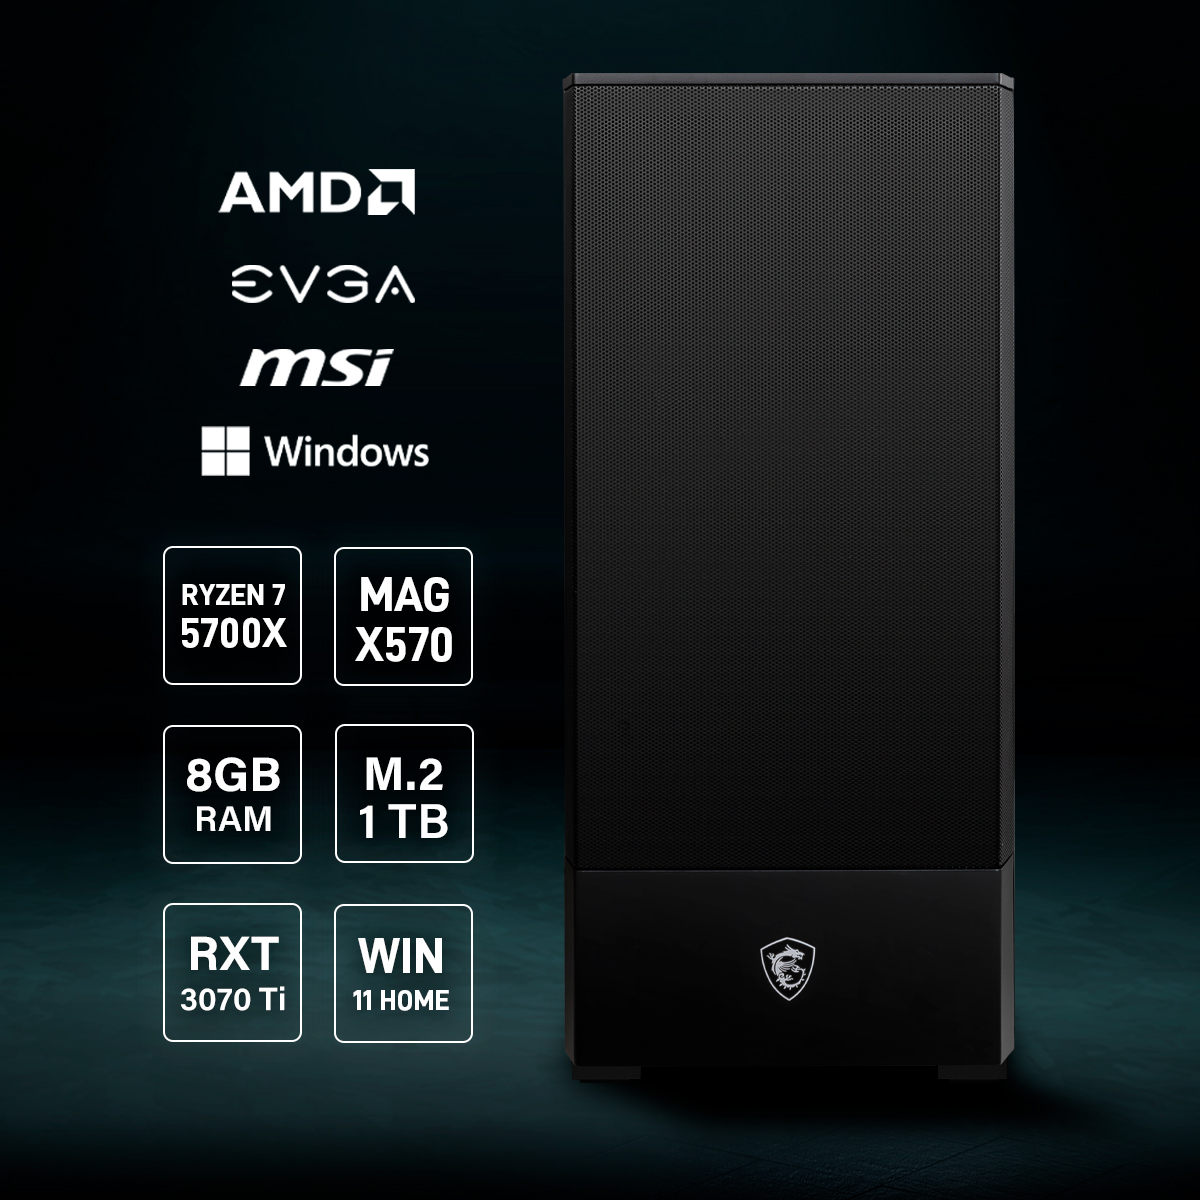 AMD
EVGA
msi
Windows
RYZEN 7
5700X
MAG
X570
8GB
RAM
M.2
1 TB
RXT
3070 Ti
WIN
11 HOME